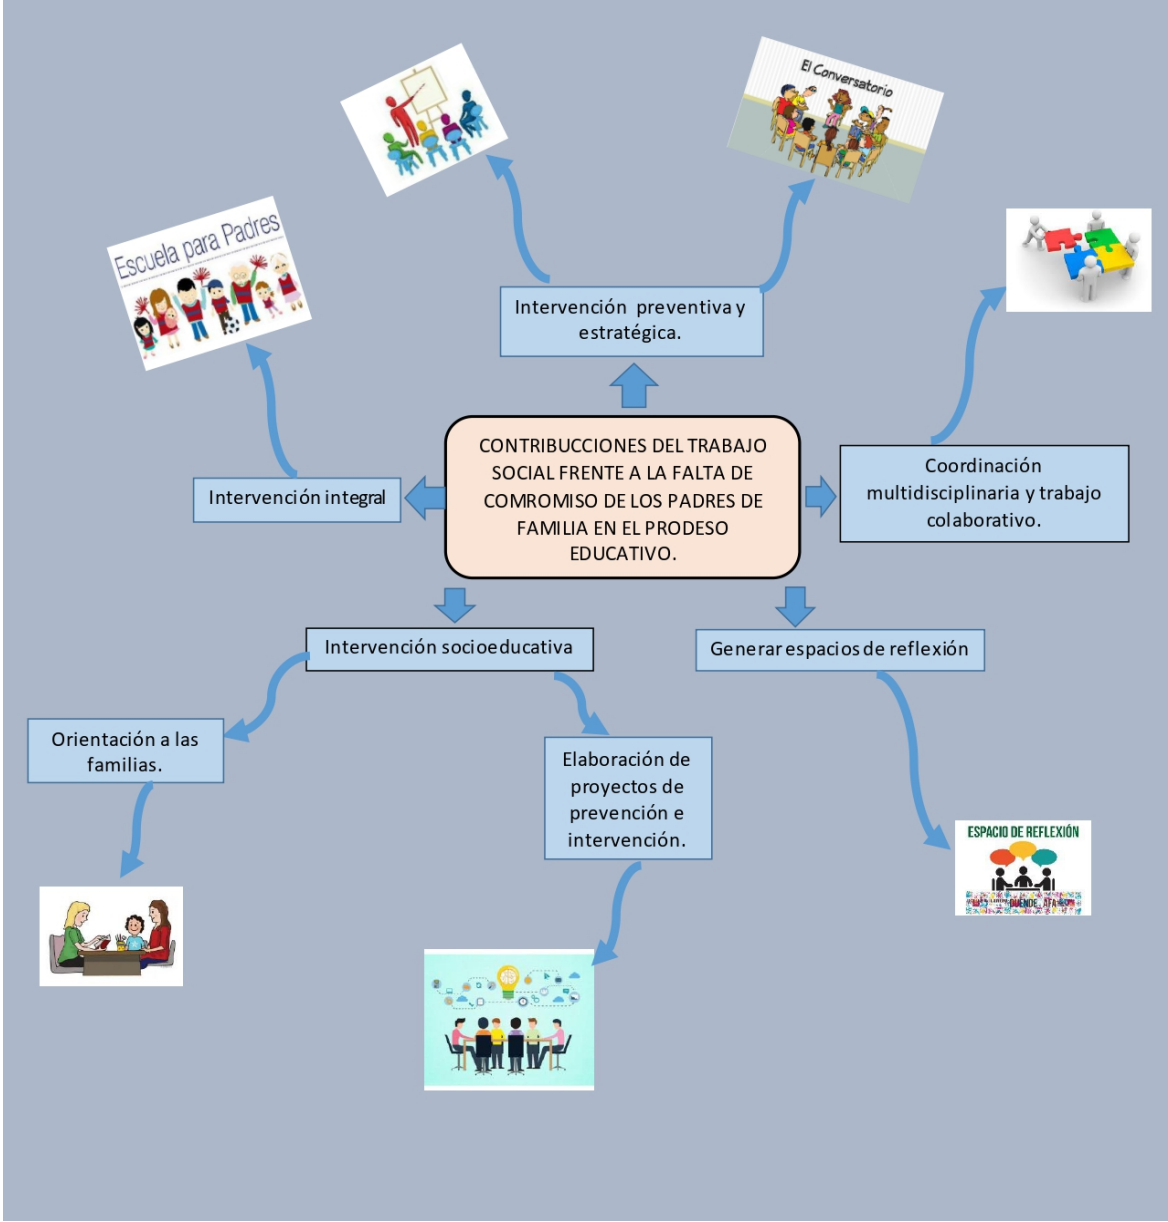 El Conversatorio
Escuela para Padres
Intervención preventiva y
estratégica.
CONTRIBUCCIONES DEL TRABAJO
SOCIAL FRENTE A LA FALTA DE
COMROMISO DE LOS PADRES DE
FAMILIA EN EL PRODESO
EDUCATIVO.
Intervención integral
Coordinación
multidisciplinaria y trabajo
colaborativo.
Intervención socioeducativa
Generar espacios de reflexión
Orientación a las
familias.
Elaboración de
proyectos de
prevención e
intervención.
ESPACIO DE REFLEXIÓN